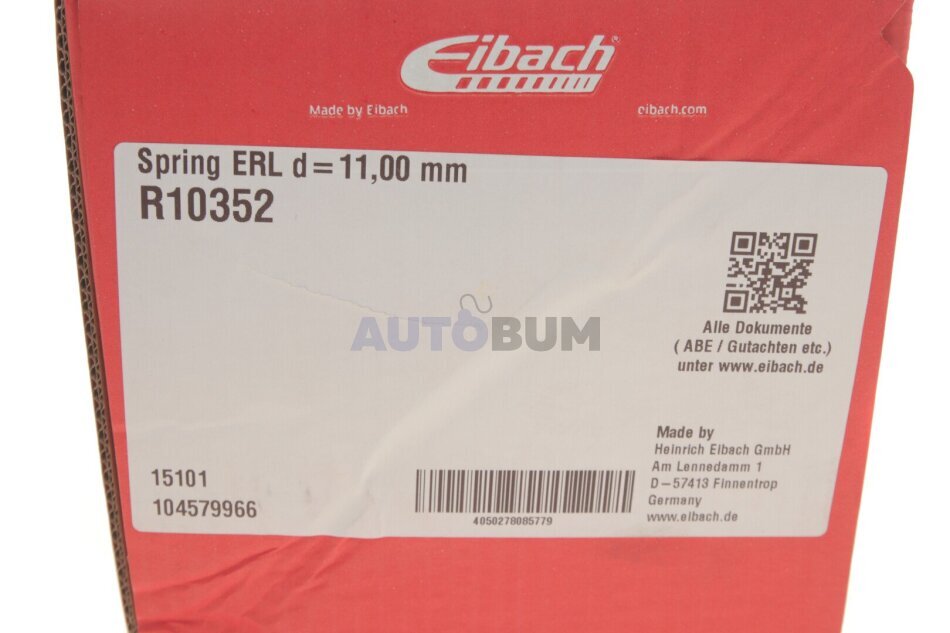 Eibach
Made by Eibach
eibach.com
Spring ERL d=11,00 mm
R10352
Alle Dokumente
( ABE / Gutachten etc.)
unter www.eibach.de
AUTOBUM
Made by
Heinrich Eibach GmbH
Am Lennedamm 1
D-57413 Finnentrop
Germany
www.eibach.de
15101
104579966
4050278085779